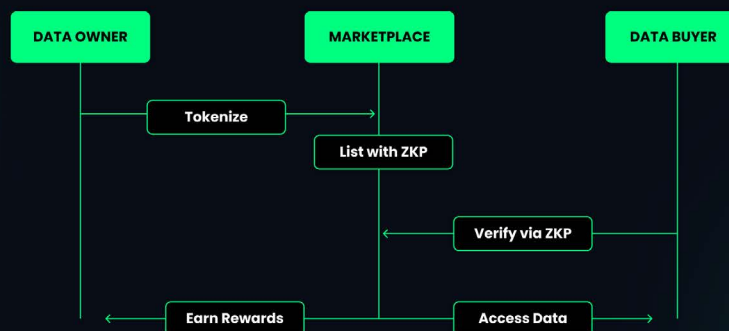 DATA OWNER
MARKETPLACE
DATA BUYER
Tokenize
List with ZKP
Verify via ZKP
Earn Rewards
Access Data